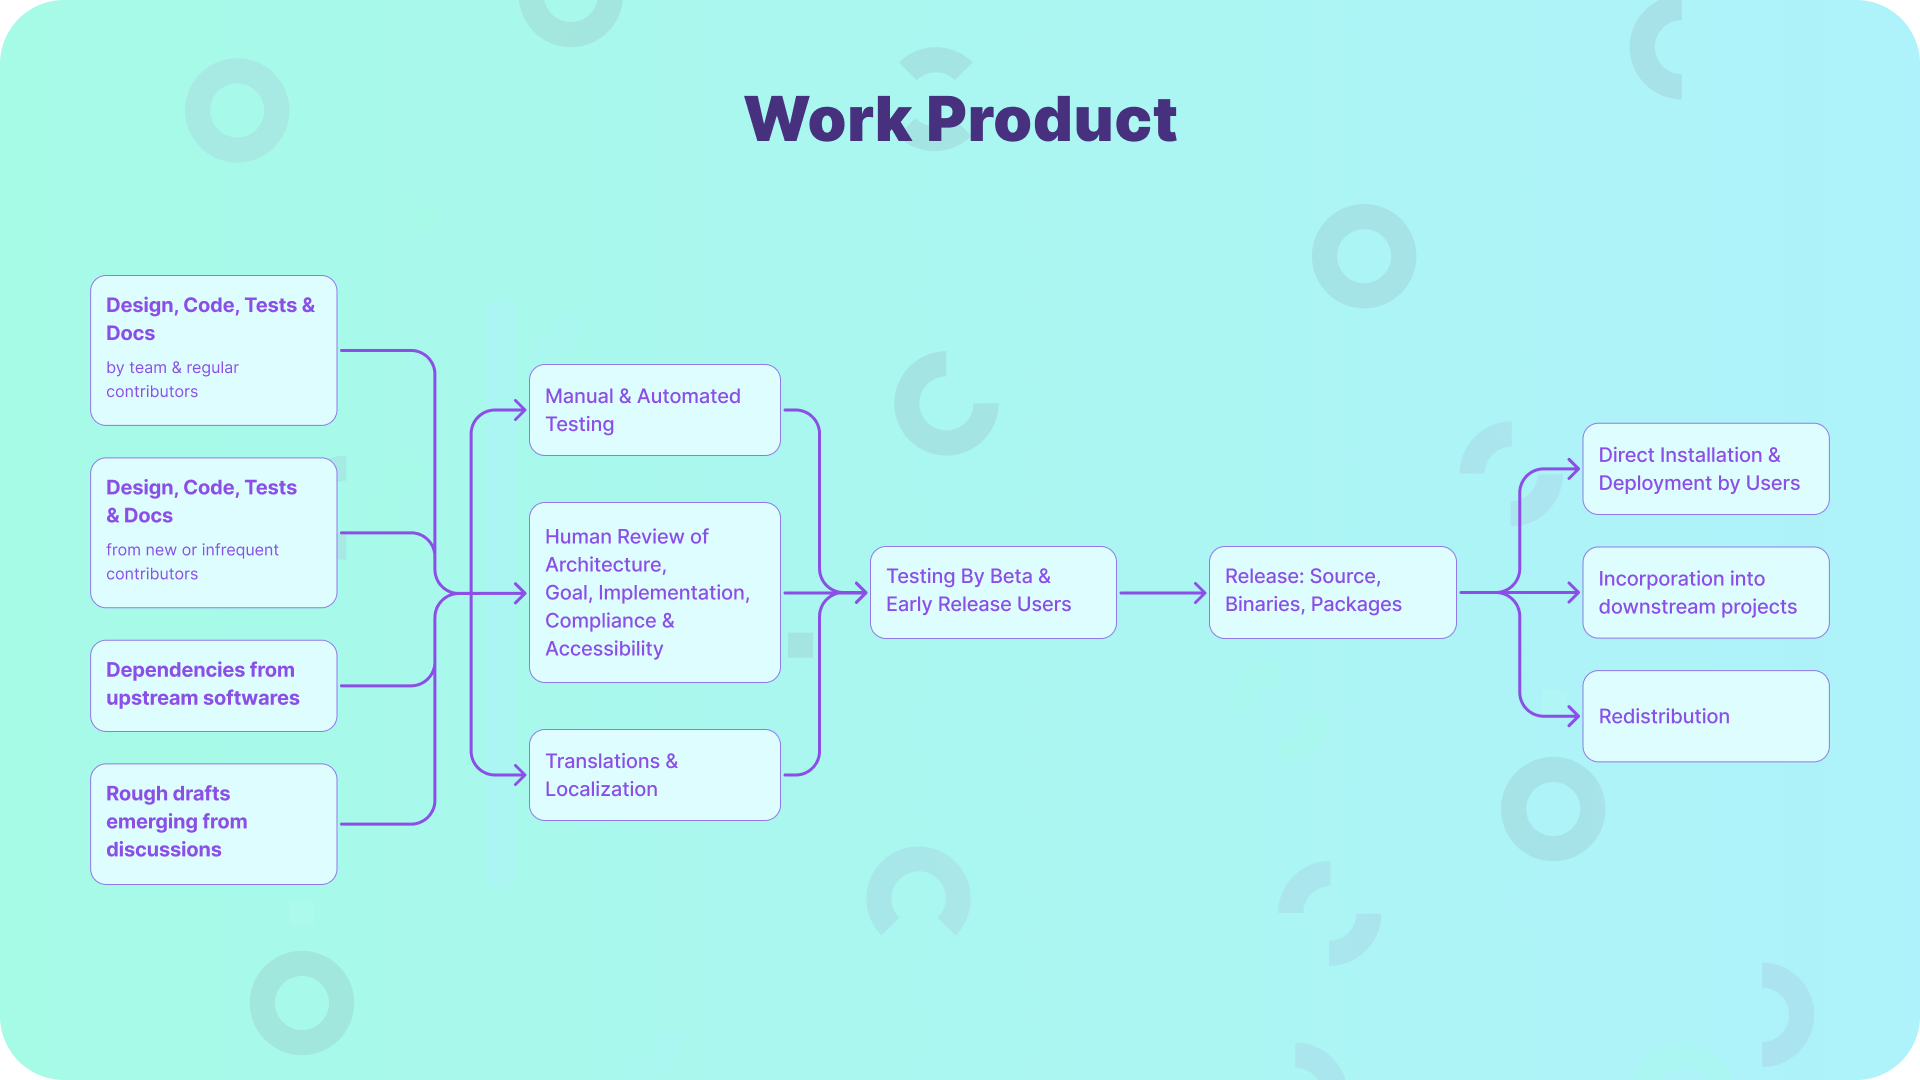 Work Product
Design, Code, Tests &
Docs
by team & regular
contributors
Design, Code, Tests
& Docs
from new or infrequent
contributors
Dependencies from
upstream softwares
Rough drafts
emerging from
discussions
Manual & Automated
Testing
Human Review of
Architecture,
Goal, Implementation,
Compliance &
Accessibility
Translations &
Localization
Testing By Beta &
Early Release Users
Release: Source,
Binaries, Packages
Direct Installation &
Deployment by Users
Incorporation into
downstream projects
Redistribution